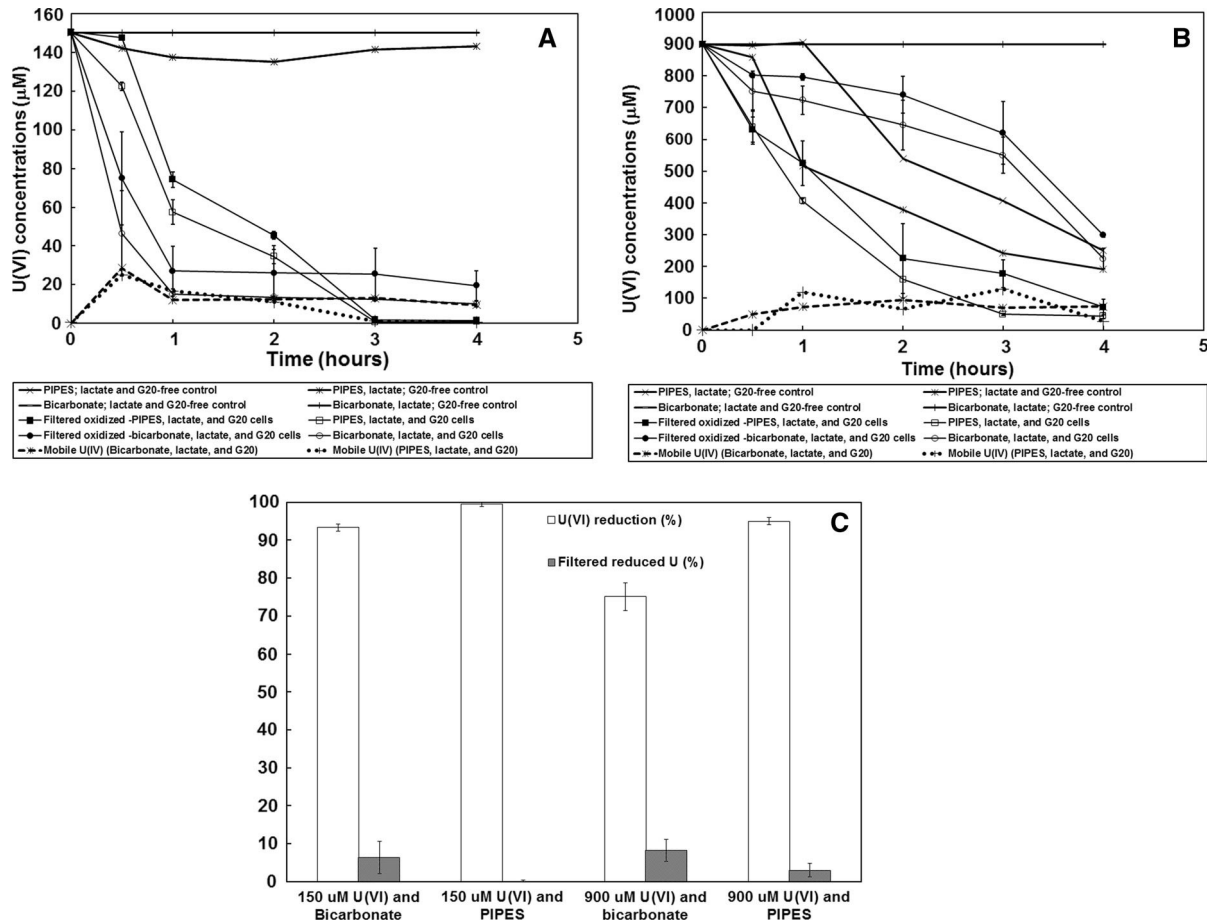 A
U(VI) concentrations (µM)
160
140
120
100
80
60
40
20
0
0 1 2 3 4 5
Time (hours)
PIPES; lactate and G20-free control
PIPES, lactate; G20-free control
Bicarbonate; lactate and G20-free control
Bicarbonate, lactate; G20-free control
Filtered oxidized -PIPES, lactate, and G20 cells
PIPES, lactate, and G20 cells
Filtered oxidized -bicarbonate, lactate, and G20 cells
Bicarbonate, lactate, and G20 cells
Mobile U(IV) (Bicarbonate, lactate, and G20)
Mobile U(IV) (PIPES, lactate, and G20)
B
U(VI) concentrations (µM)
1000
900
800
700
600
500
400
300
200
100
0
0 1 2 3 4 5
Time (hours)
PIPES, lactate; G20-free control
PIPES; lactate and G20-free control
Bicarbonate; lactate and G20-free control
Bicarbonate, lactate; G20-free control
Filtered oxidized -PIPES, lactate, and G20 cells
PIPES, lactate, and G20 cells
Filtered oxidized -bicarbonate, lactate, and G20 cells
Bicarbonate, lactate, and G20 cells
Mobile U(IV) (Bicarbonate, lactate, and G20)
Mobile U(IV) (PIPES, lactate, and G20)
C
100
90
80
70
60
50
40
30
20
10
0
U(VI) reduction (%)
Filtered reduced U (%)
150 uM U(VI) and
Bicarbonate
150 uM U(VI) and
PIPES
900 uM U(VI) and
bicarbonate
900 uM U(VI) and
PIPES